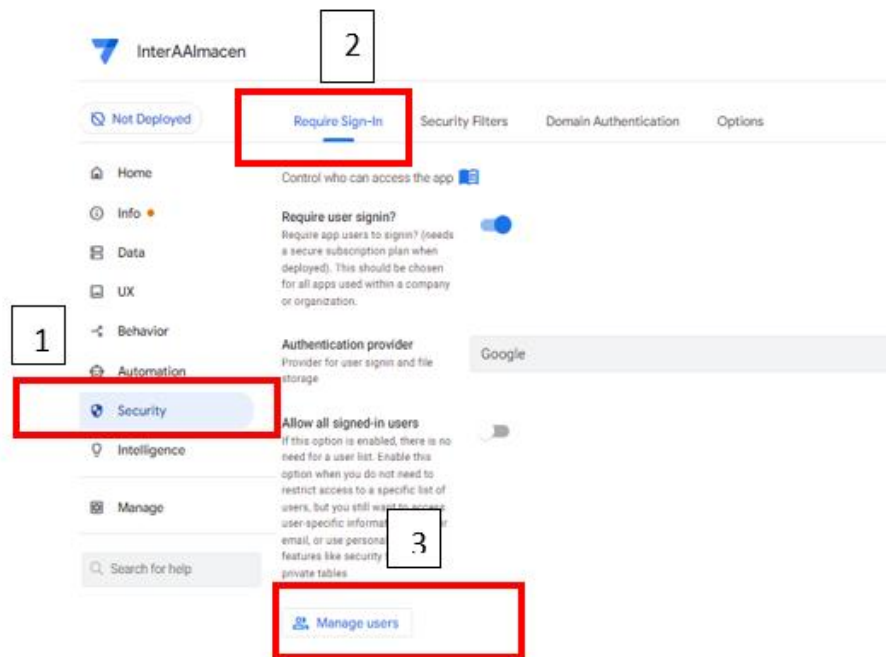 InterAAlmacen
2
Not Deployed
Require Sign-In
Security Filters
Domain Authentication
Options
Home
Info
Data
UX
1
Behavior
Automation
Security
Intelligence
Manage
Search for help
Control who can access the app
Require user signin?
Require app users to signin? (needs
a secure subscription plan when
deployed). This should be chosen
for all apps used within a company
or organization.
Authentication provider
Provider for user signin and file
storage
Google
Allow all signed-in users
If this option is enabled, there is no
need for a user list. Enable this
option when you do not need to
restrict access to a specific list of
users, but you still want to access
user-specific
email, or use
features like security
private tables
3
Manage users